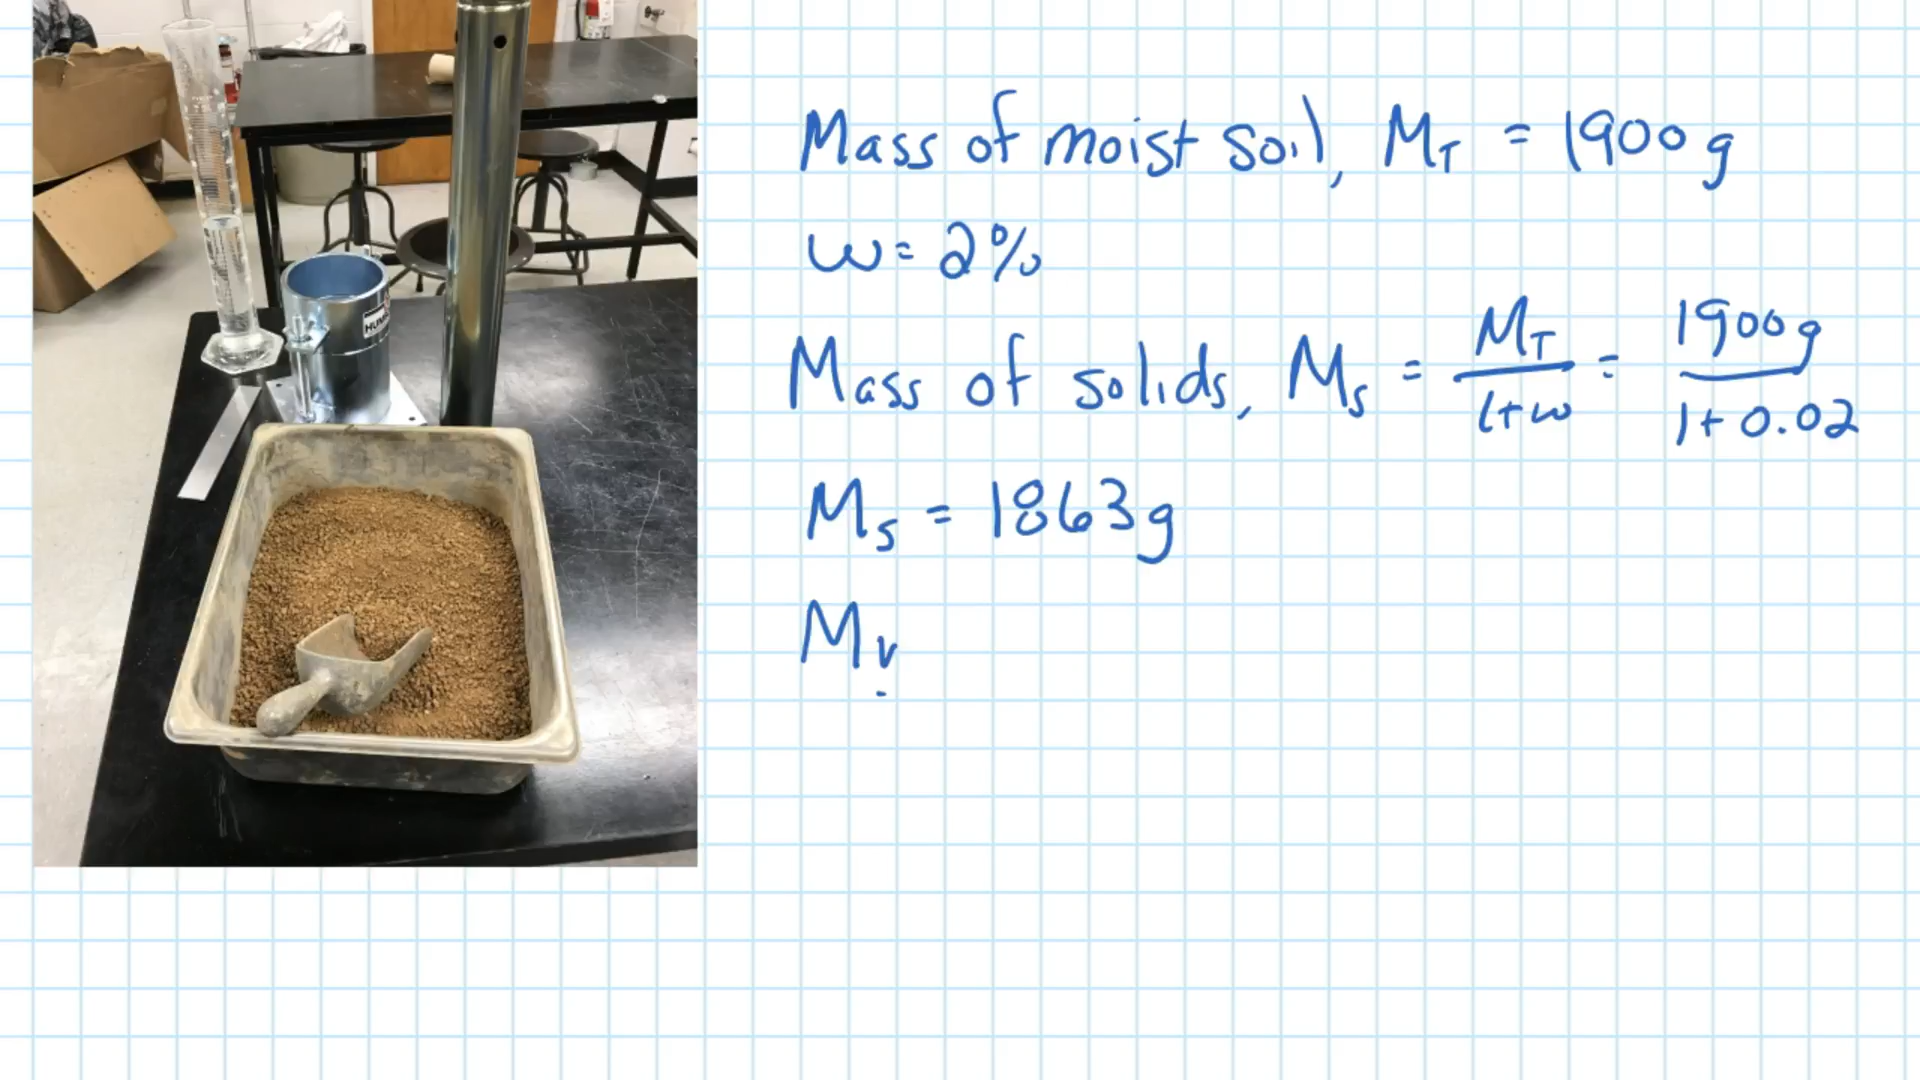 Mass of moist soil, M_T = 1900 g
w = 2%
Mass of solids, M_s = M_T / 1+w = 1900 g / 1 + 0.02
M_s = 1863 g
M
HUM